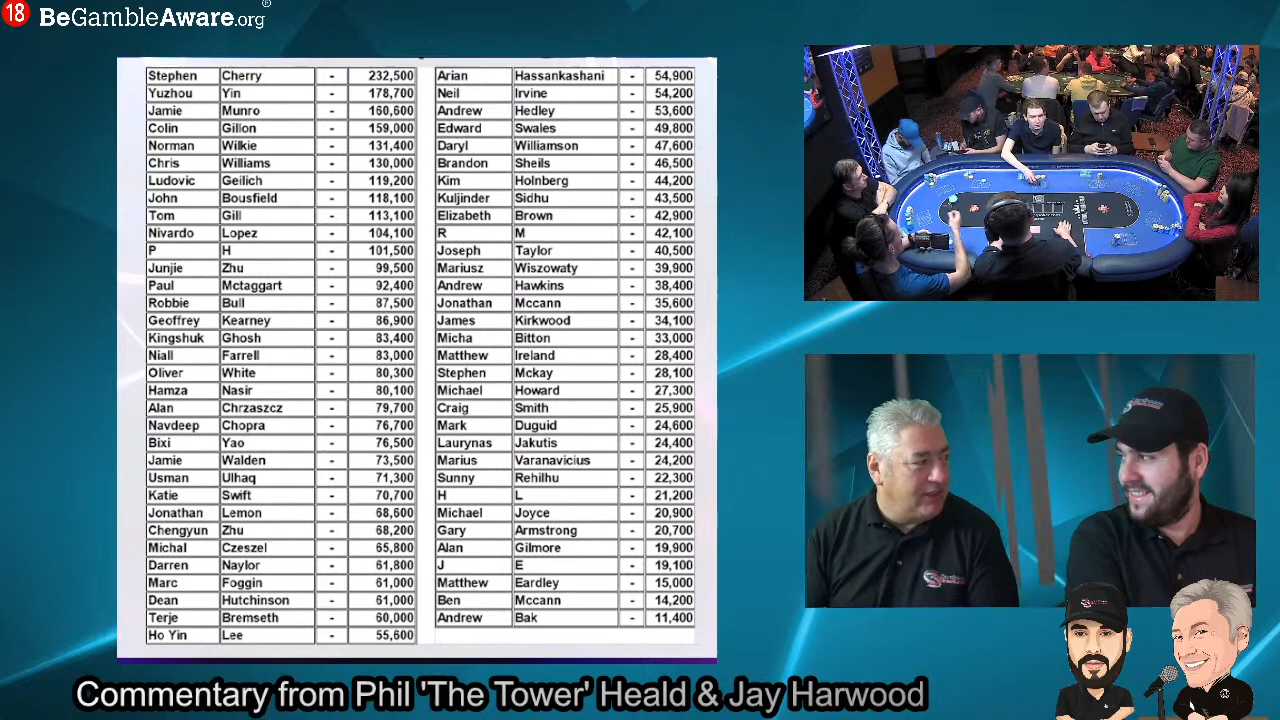 18 BeGambleAware.org®
Stephen Cherry - 232,500
Yuzhou Yin - 178,700
Jamie Munro - 160,600
Colin Gillon - 159,000
Norman Wilkie - 131,400
Chris Williams - 130,000
Ludovic Geilich - 119,200
John Bousfield - 118,100
Tom Gill - 113,100
Nivardo Lopez - 104,100
P H - 101,500
Junjie Zhu - 99,500
Paul Mctaggart - 92,400
Robbie Bull - 87,500
Geoffrey Kearney - 86,900
Kingshuk Ghosh - 83,400
Niall Farrell - 83,000
Oliver White - 80,300
Hamza Nasir - 80,100
Alan Chrzaszcz - 79,700
Navdeep Chopra - 76,700
Bixi Yao - 76,500
Jamie Walden - 73,500
Usman Ulhaq - 71,300
Katie Swift - 70,700
Jonathan Lemon - 68,600
Chengyun Zhu - 68,200
Michal Czeszel - 65,800
Darren Naylor - 61,800
Marc Foggin - 61,000
Dean Hutchinson - 61,000
Terje Bremseth - 60,000
Ho Yin Lee - 55,600
Arian Hassankashani - 54,900
Neil Irvine - 54,200
Andrew Hedley - 53,600
Edward Swales - 49,800
Daryl Williamson - 47,600
Brandon Sheils - 46,500
Kim Holnberg - 44,200
Kuljinder Sidhu - 43,500
Elizabeth Brown - 42,900
R M - 42,100
Joseph Taylor - 40,500
Mariusz Wiszowaty - 39,900
Andrew Hawkins - 38,400
Jonathan Mccann - 35,600
James Kirkwood - 34,100
Micha Bitton - 33,000
Matthew Ireland - 28,400
Stephen Mckay - 28,100
Michael Howard - 27,300
Craig Smith - 25,900
Mark Duguid - 24,600
Laurynas Jakutis - 24,400
Marius Varanavicius - 24,200
Sunny Rehilhu - 22,300
H L - 21,200
Michael Joyce - 20,900
Gary Armstrong - 20,700
Alan Gilmore - 19,900
J E - 19,100
Matthew Eardley - 15,000
Ben Mccann - 14,200
Andrew Bak - 11,400
Commentary from Phil 'The Tower' Heald & Jay Harwood